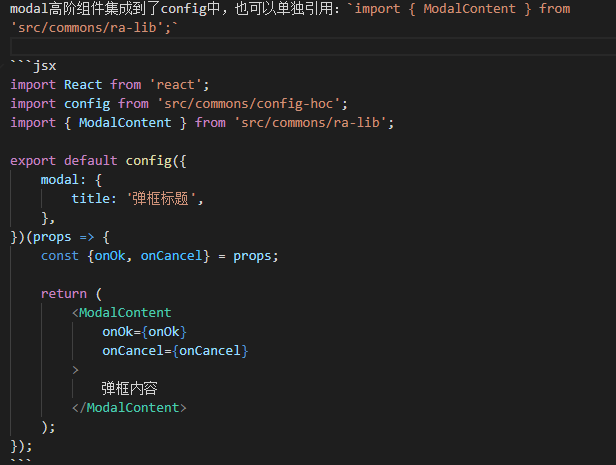 modal高阶组件集成到了config中，也可以单独引用：`import { ModalContent } from
'src/commons/ra-lib';`
```jsx
import React from 'react';
import config from 'src/commons/config-hoc';
import { ModalContent } from 'src/commons/ra-lib';
export default config({
    modal: {
        title: '弹框标题',
    },
})(props => {
    const {onOk, onCancel} = props;
    return (
        <ModalContent
            onOk={onOk}
            onCancel={onCancel}
        >
            弹框内容
        </ModalContent>
    );
});
```